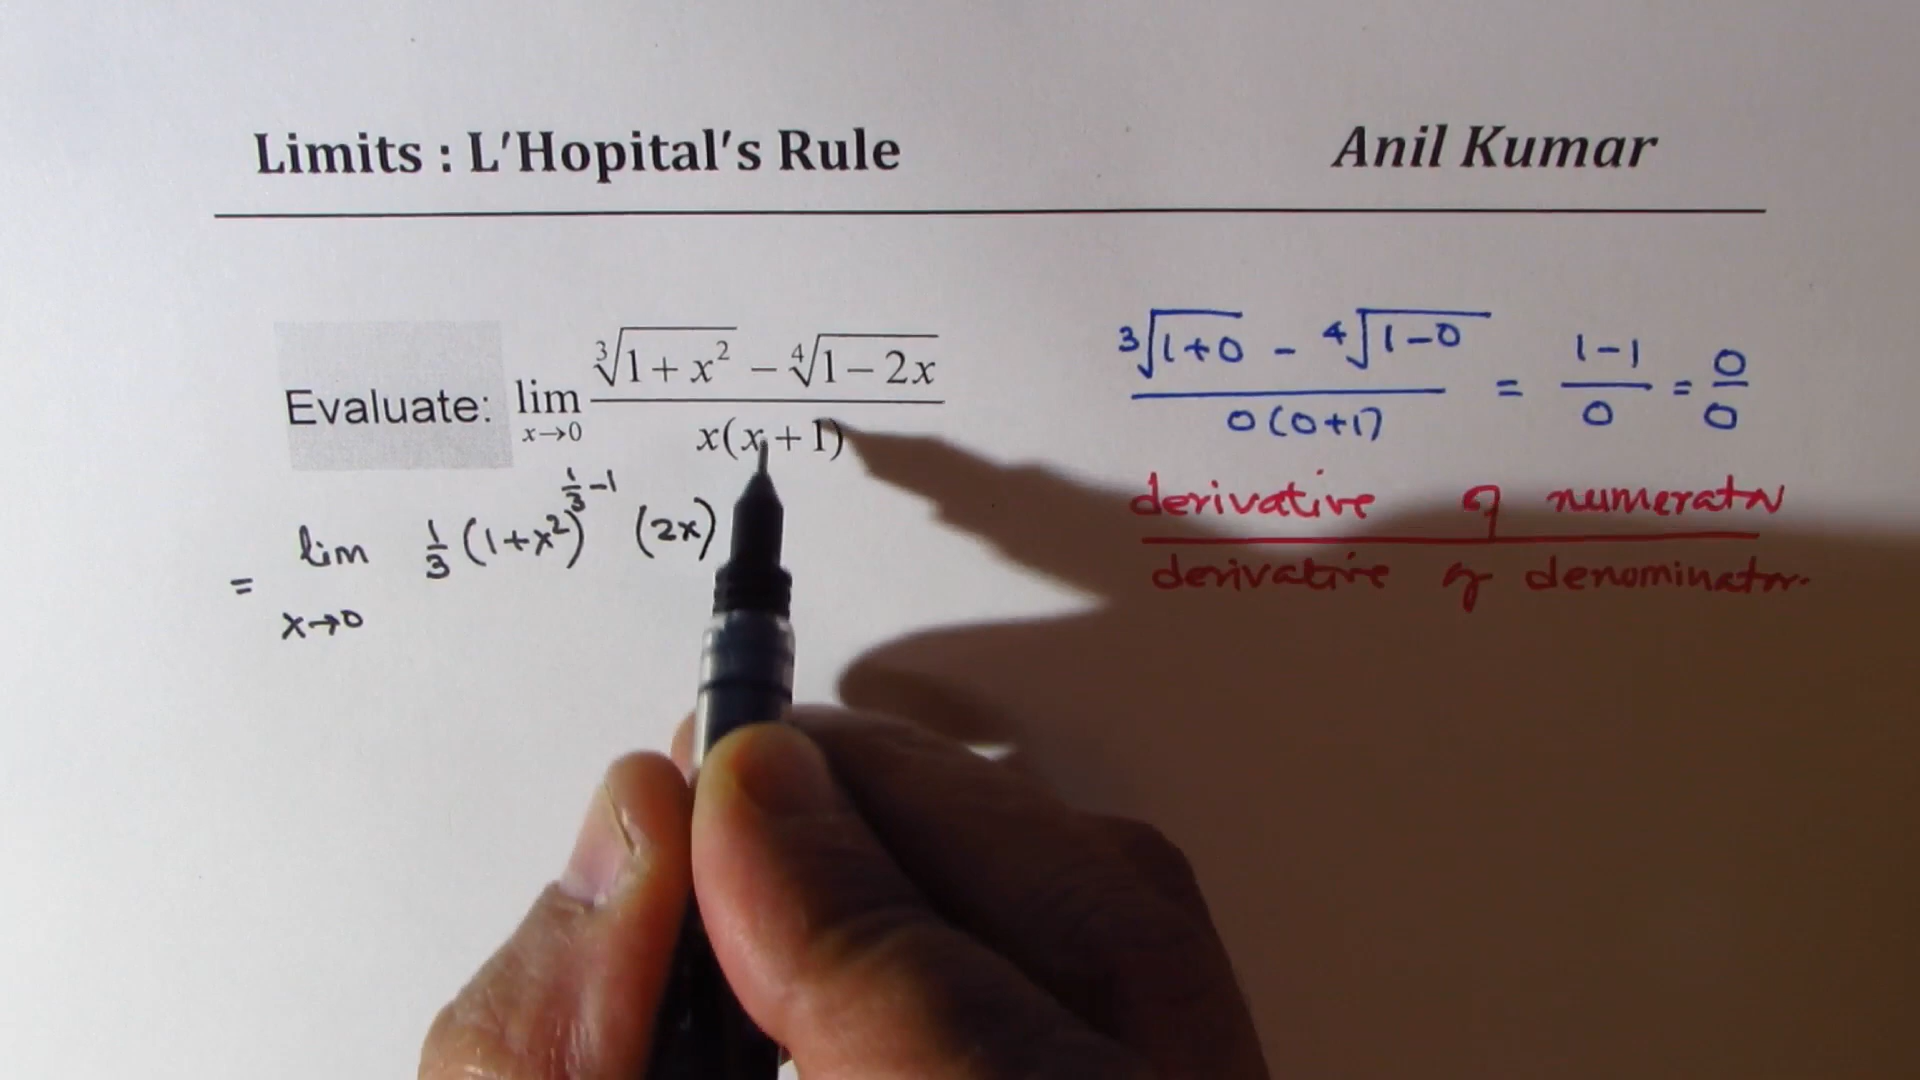 Limits : L'Hopital's Rule Anil Kumar
Evaluate: lim x→0 (∛(1 + x²) − ∜(1 − 2x)) / (x(x + 1))
(∛(1+0) - ∜(1-0)) / (0(0+1)) = (1-1)/0 = 0/0
derivative of numerator
derivative of denominator.
= lim x→0 1/3 (1+x²)^(1/3 -1) (2x)